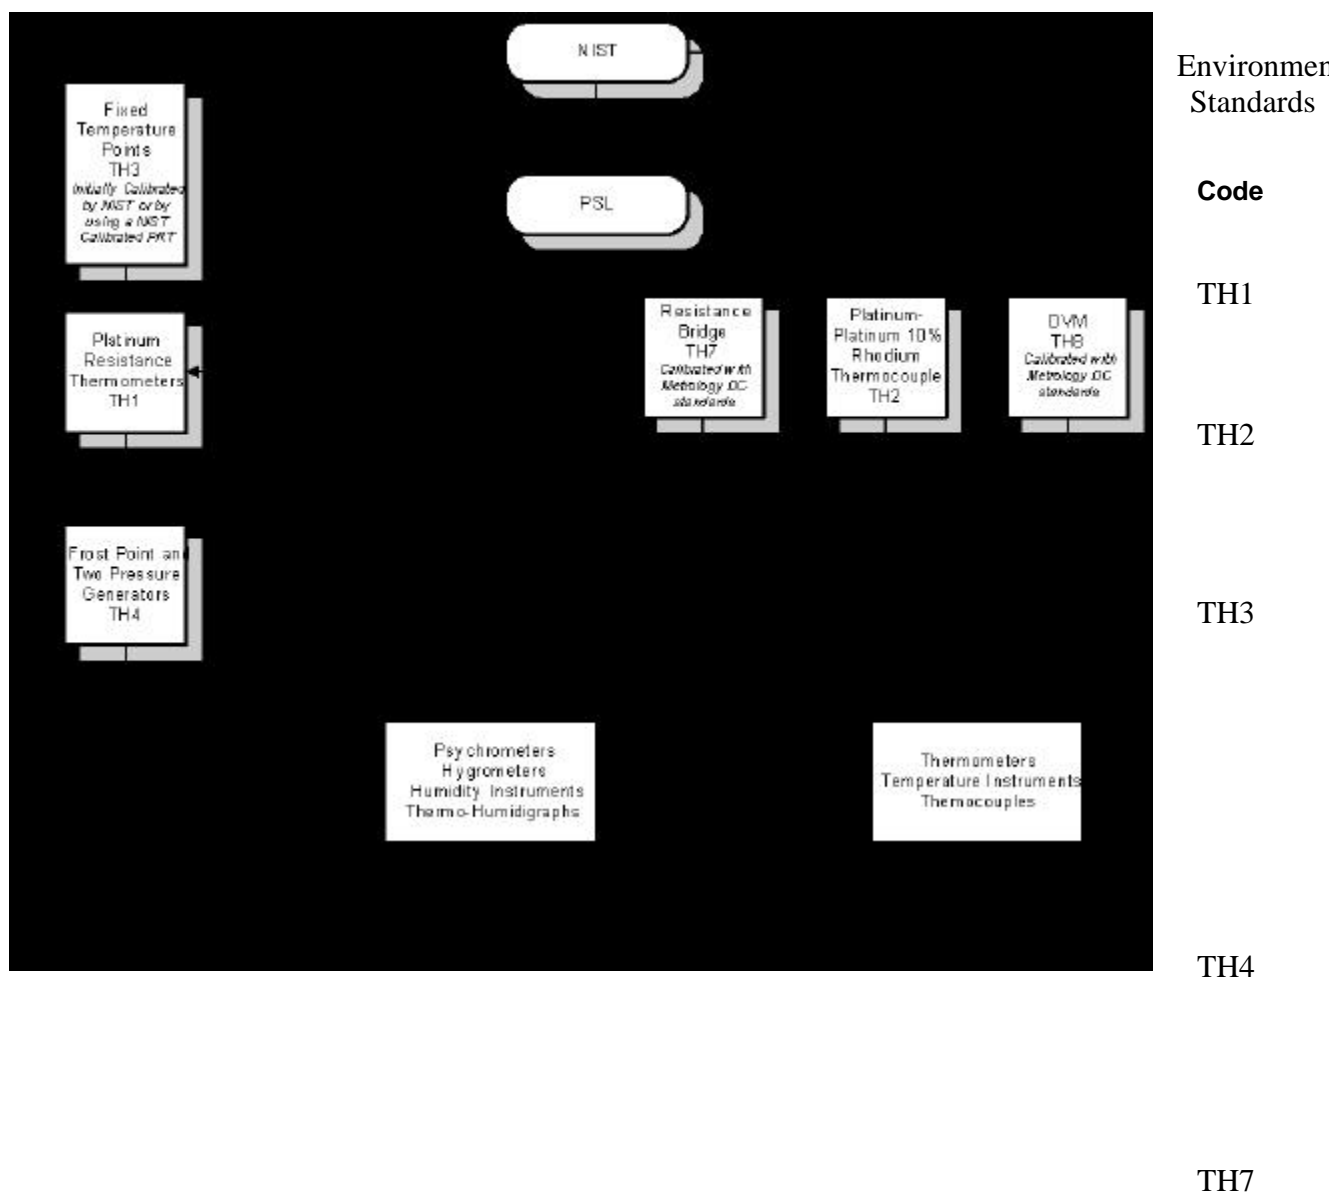 NIST
Fixed
Temperature
Points
TH3
Initially Calibrated
by NIST or by
using a NIST
Calibrated PRT
PSL
Platinum
Resistance
Thermometers
TH1
Resistance
Bridge
TH7
Calibrated with
Metrology DC
standards
Platinum-
Platinum 10%
Rhodium
Thermocouple
TH2
DVM
TH8
Calibrated with
Metrology DC
standards
Frost Point and
Two Pressure
Generators
TH4
Psychrometers
Hygrometers
Humidity Instruments
Thermo-Humidigraphs
Thermometers
Temperature Instruments
Themocouples
Environmen
Standards
Code
TH1
TH2
TH3
TH4
TH7